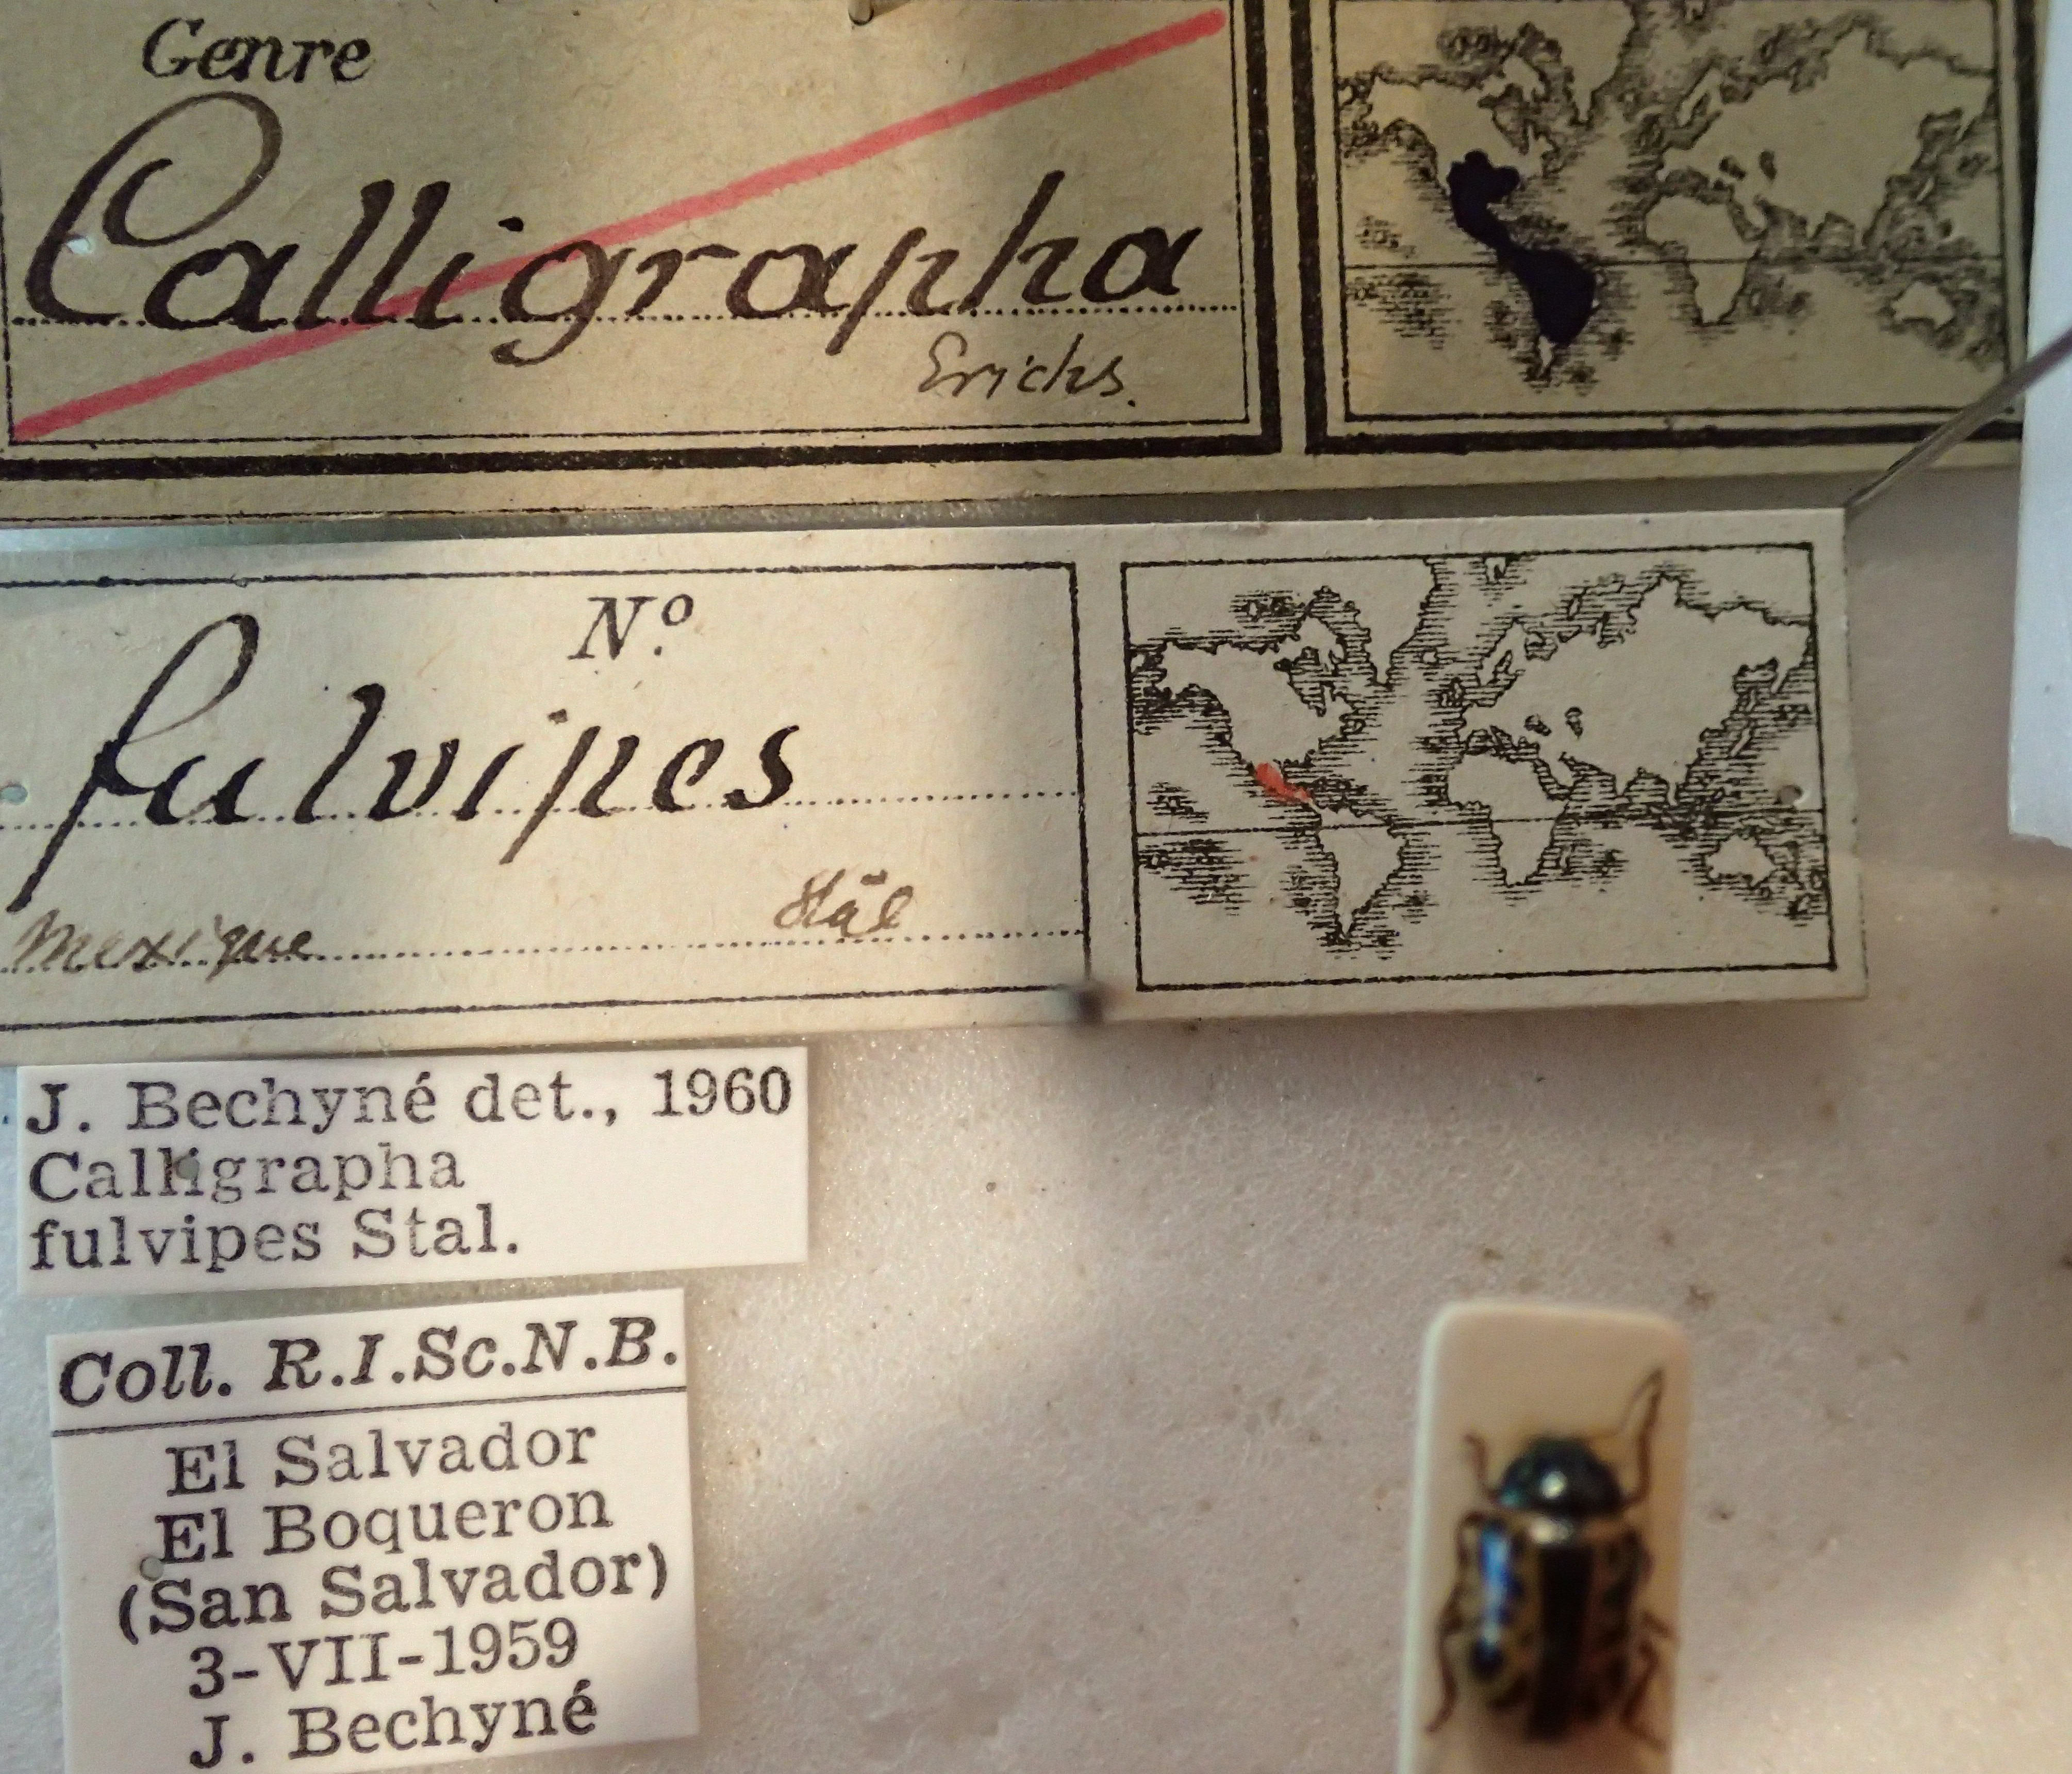 Genre
Calligrapha
Erichs.
Nº
fulvipes
Mexique Stål
J. Bechyné det., 1960
Calligrapha
fulvipes Stal.
Coll. R.I.Sc.N.B.
El Salvador
El Boqueron
(San Salvador)
3-VII-1959
J. Bechyné